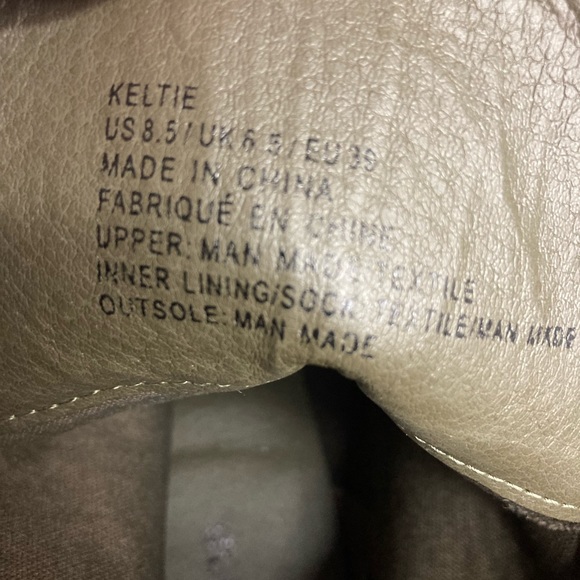 KELTIE
US 8.5 / UK 6.5 / EU 39
MADE IN CHINA
FABRIQUÉ EN CHINE
UPPER: MAN MADE TEXTILE
INNER LINING/SOCK TEXTILE/MAN MADE
OUTSOLE: MAN MADE